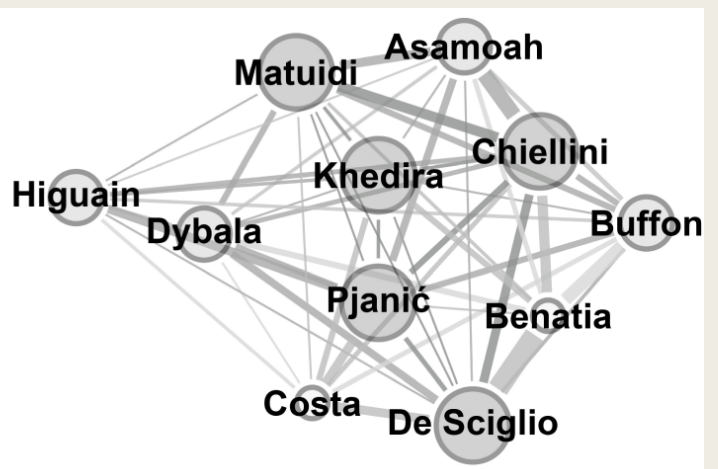 Asamoah
Matuidi
Chiellini
Khedira
Higuain
Buffon
Dybala
Pjanić
Benatia
Costa
De Sciglio